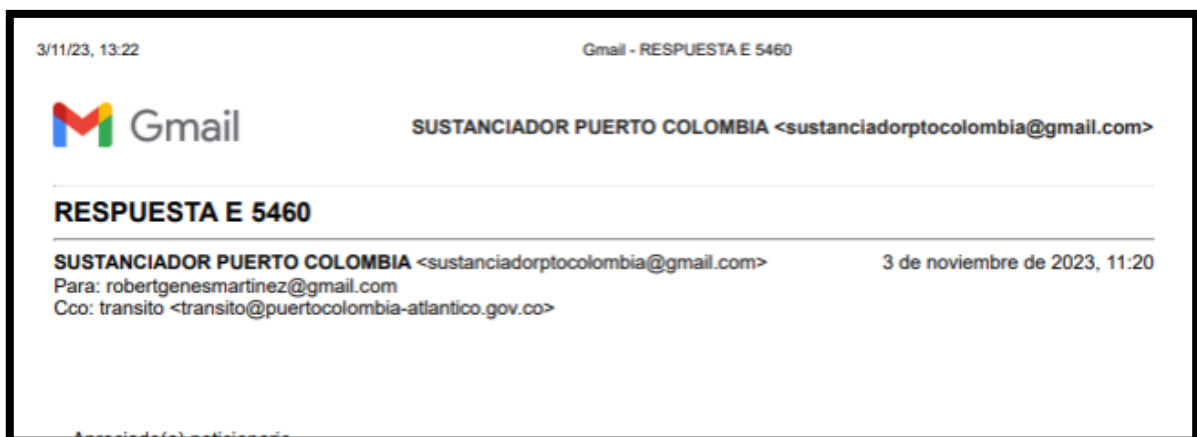 3/11/23, 13:22 Gmail - RESPUESTA E 5460
Gmail SUSTANCIADOR PUERTO COLOMBIA <sustanciadorptocolombia@gmail.com>
RESPUESTA E 5460
SUSTANCIADOR PUERTO COLOMBIA <sustanciadorptocolombia@gmail.com> 3 de noviembre de 2023, 11:20
Para: robertgenesmartinez@gmail.com
Cco: transito <transito@puertocolombia-atlantico.gov.co>
Apreciado(a) peticionario